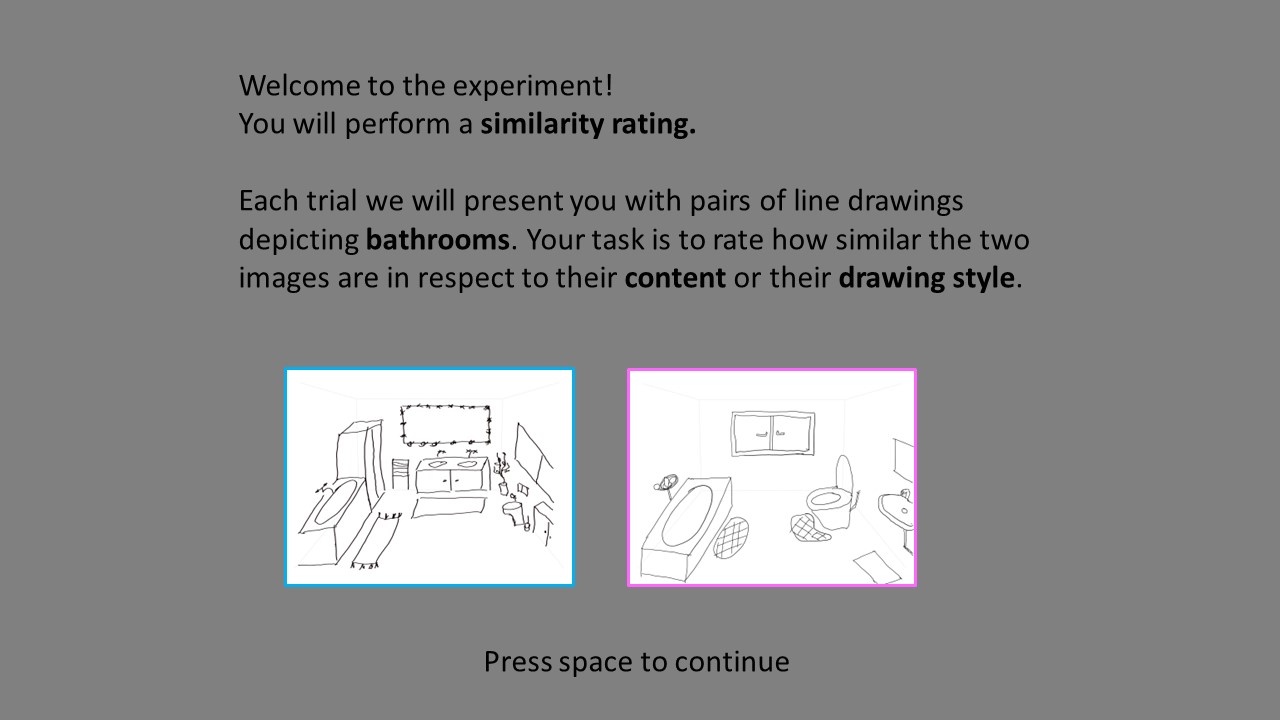 Welcome to the experiment!
You will perform a similarity rating.
Each trial we will present you with pairs of line drawings
depicting bathrooms. Your task is to rate how similar the two
images are in respect to their content or their drawing style.
Press space to continue